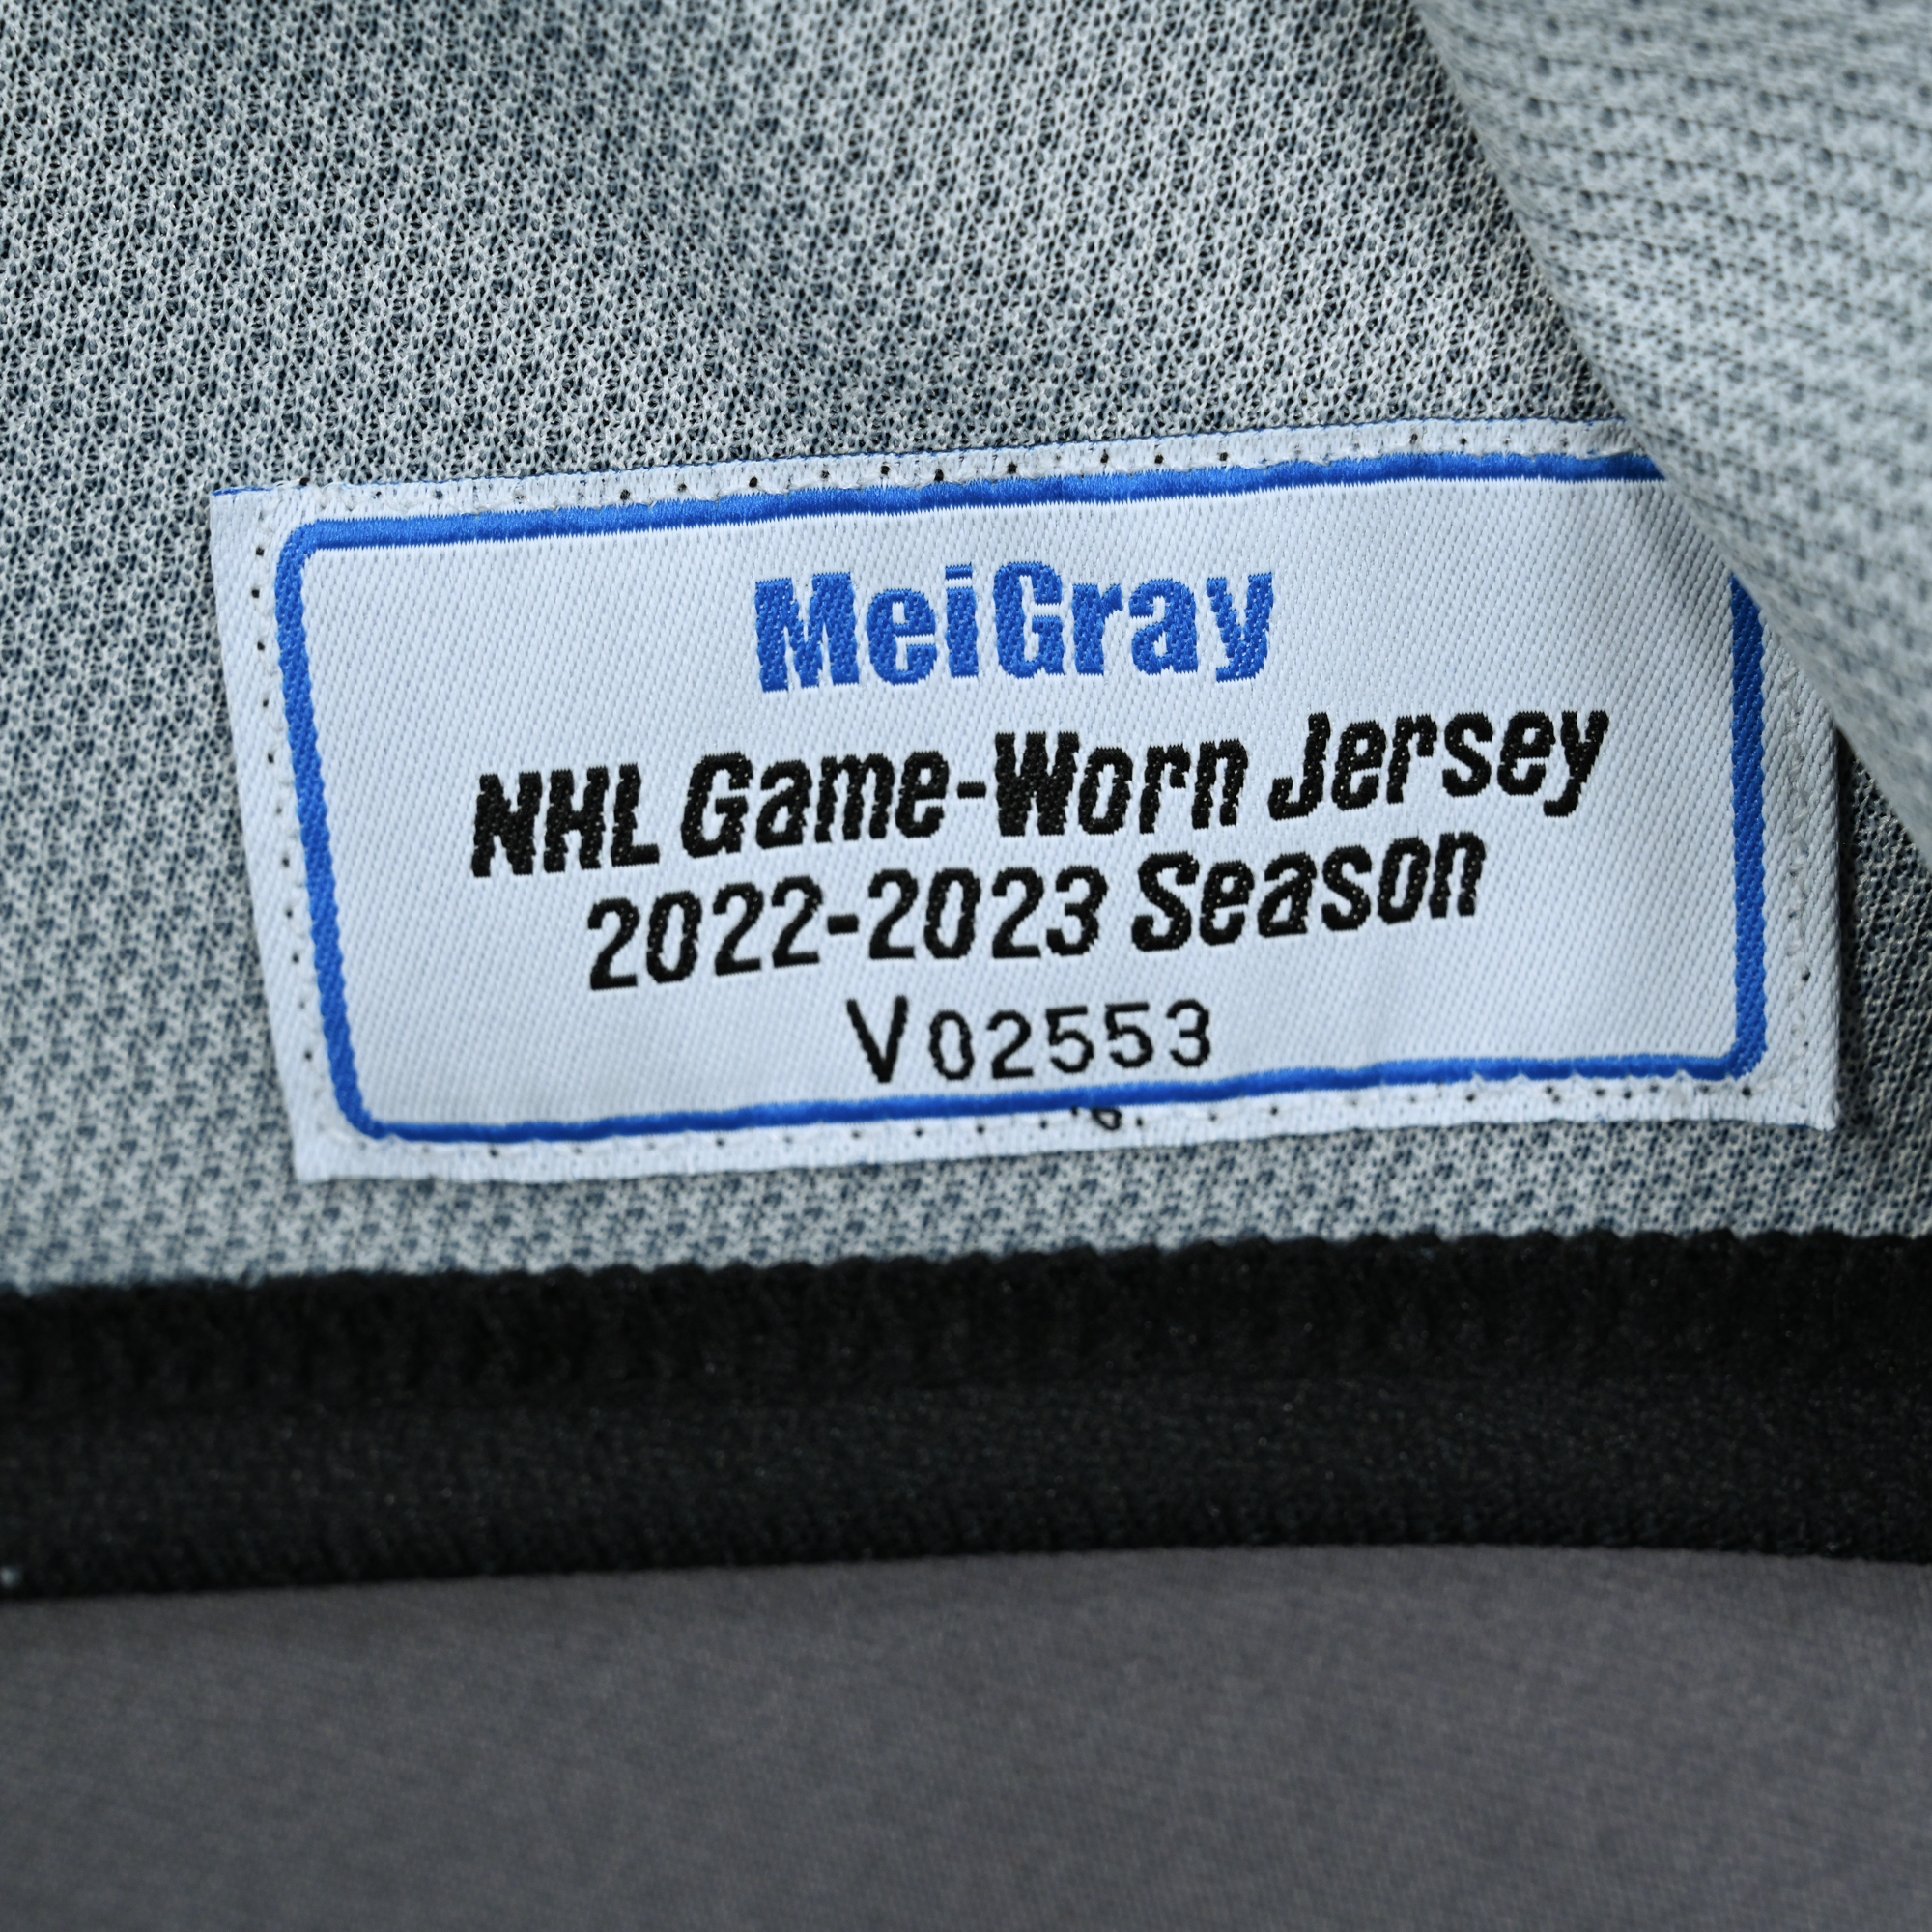 MeiGray
NHL Game-Worn Jersey
2022-2023 Season
V02553